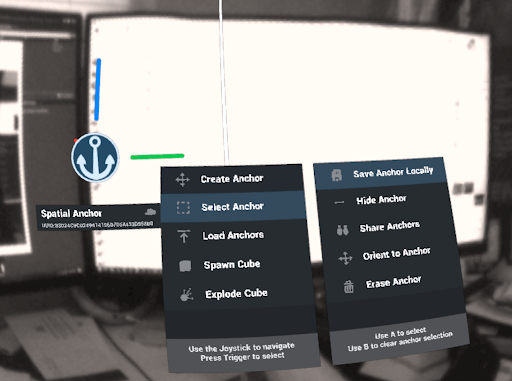 Create Anchor
Select Anchor
Load Anchors
Spawn Cube
Explode Cube
Use the Joystick to navigate
Press Trigger to select
Save Anchor Locally
Hide Anchor
Share Anchors
Orient to Anchor
Erase Anchor
Use A to select
Use B to clear anchor selection
Spatial Anchor